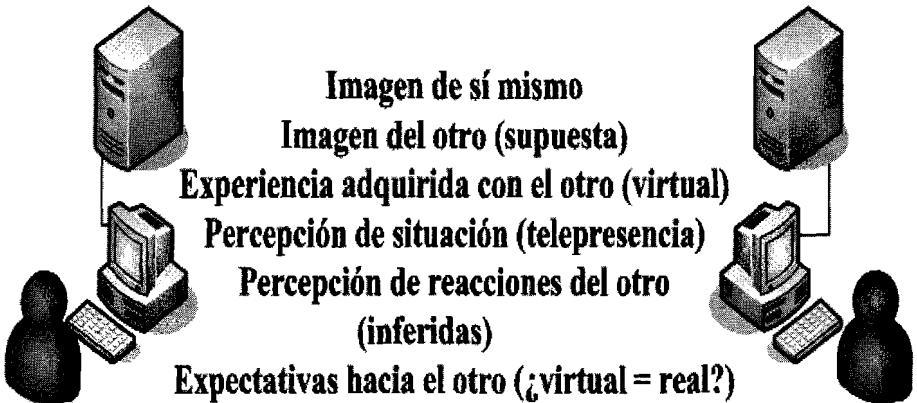 Imagen de sí mismo
Imagen del otro (supuesta)
Experiencia adquirida con el otro (virtual)
Percepción de situación (telepresencia)
Percepción de reacciones del otro
(inferidas)
Expectativas hacia el otro (¿virtual = real?)